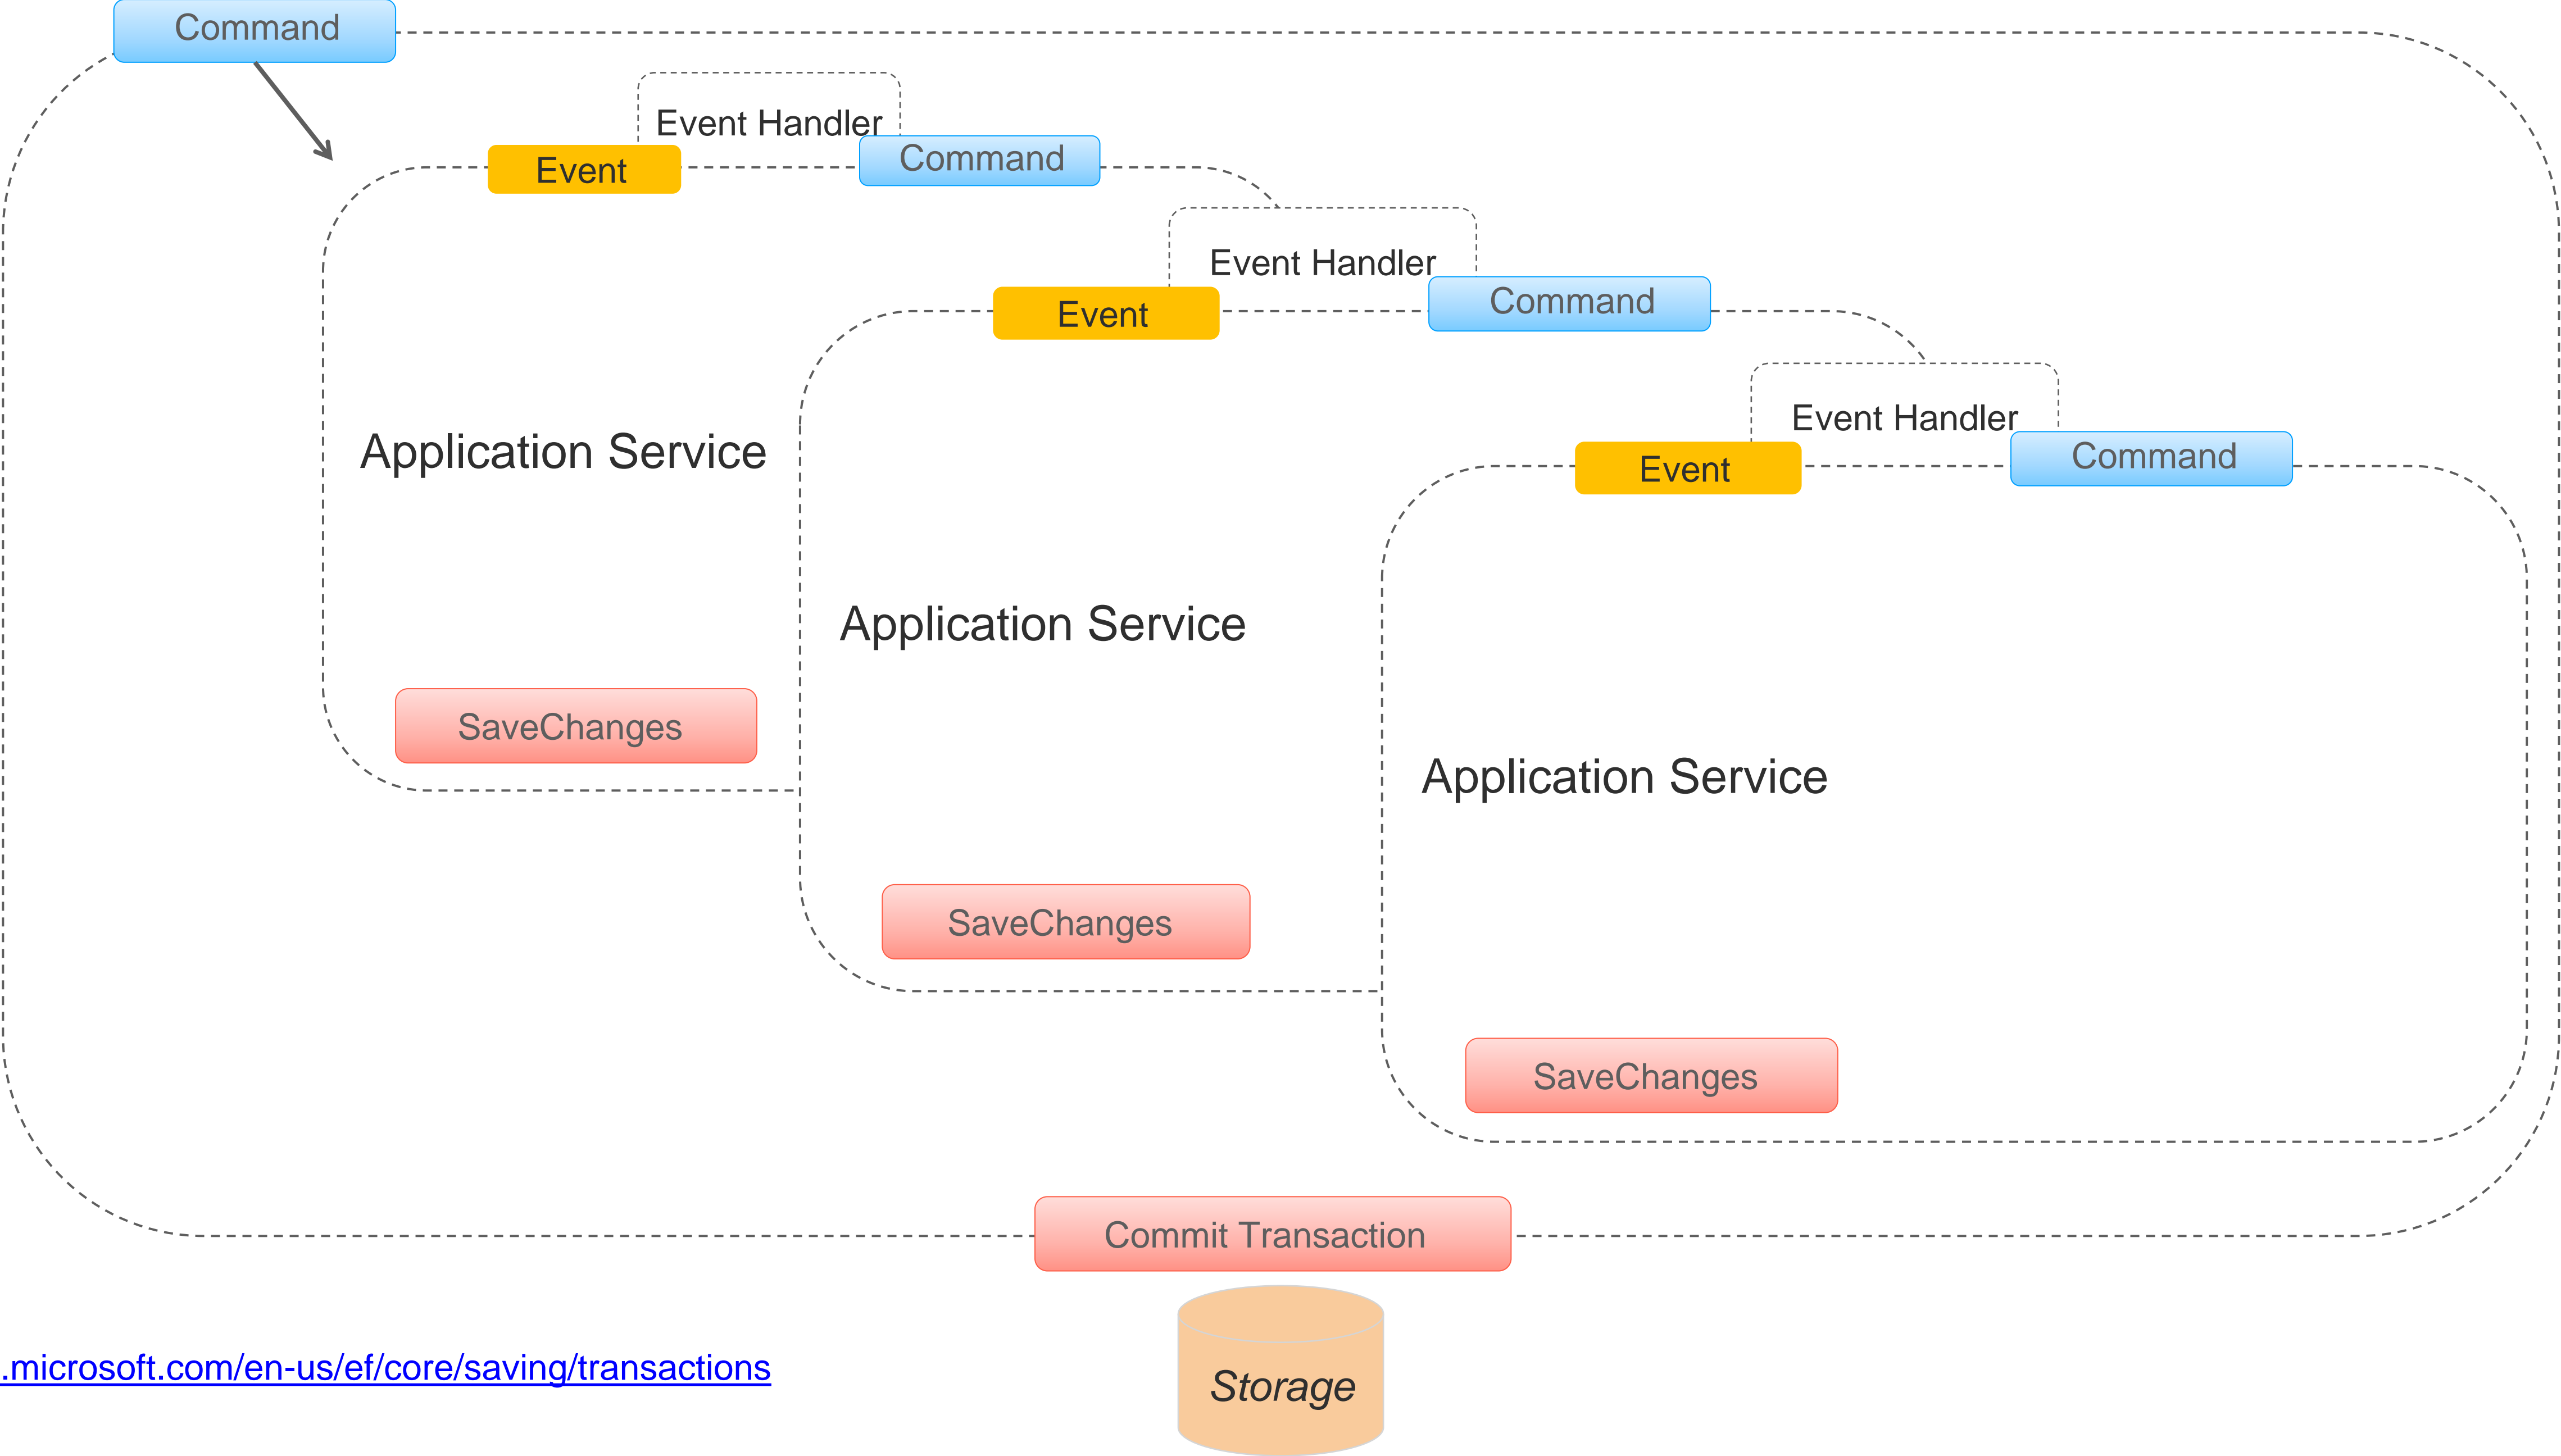 Command
Event Handler
Event
Command
Event Handler
Event
Command
Event Handler
Event
Command
Application Service
Application Service
Application Service
SaveChanges
SaveChanges
SaveChanges
Commit Transaction
.microsoft.com/en-us/ef/core/saving/transactions
Storage